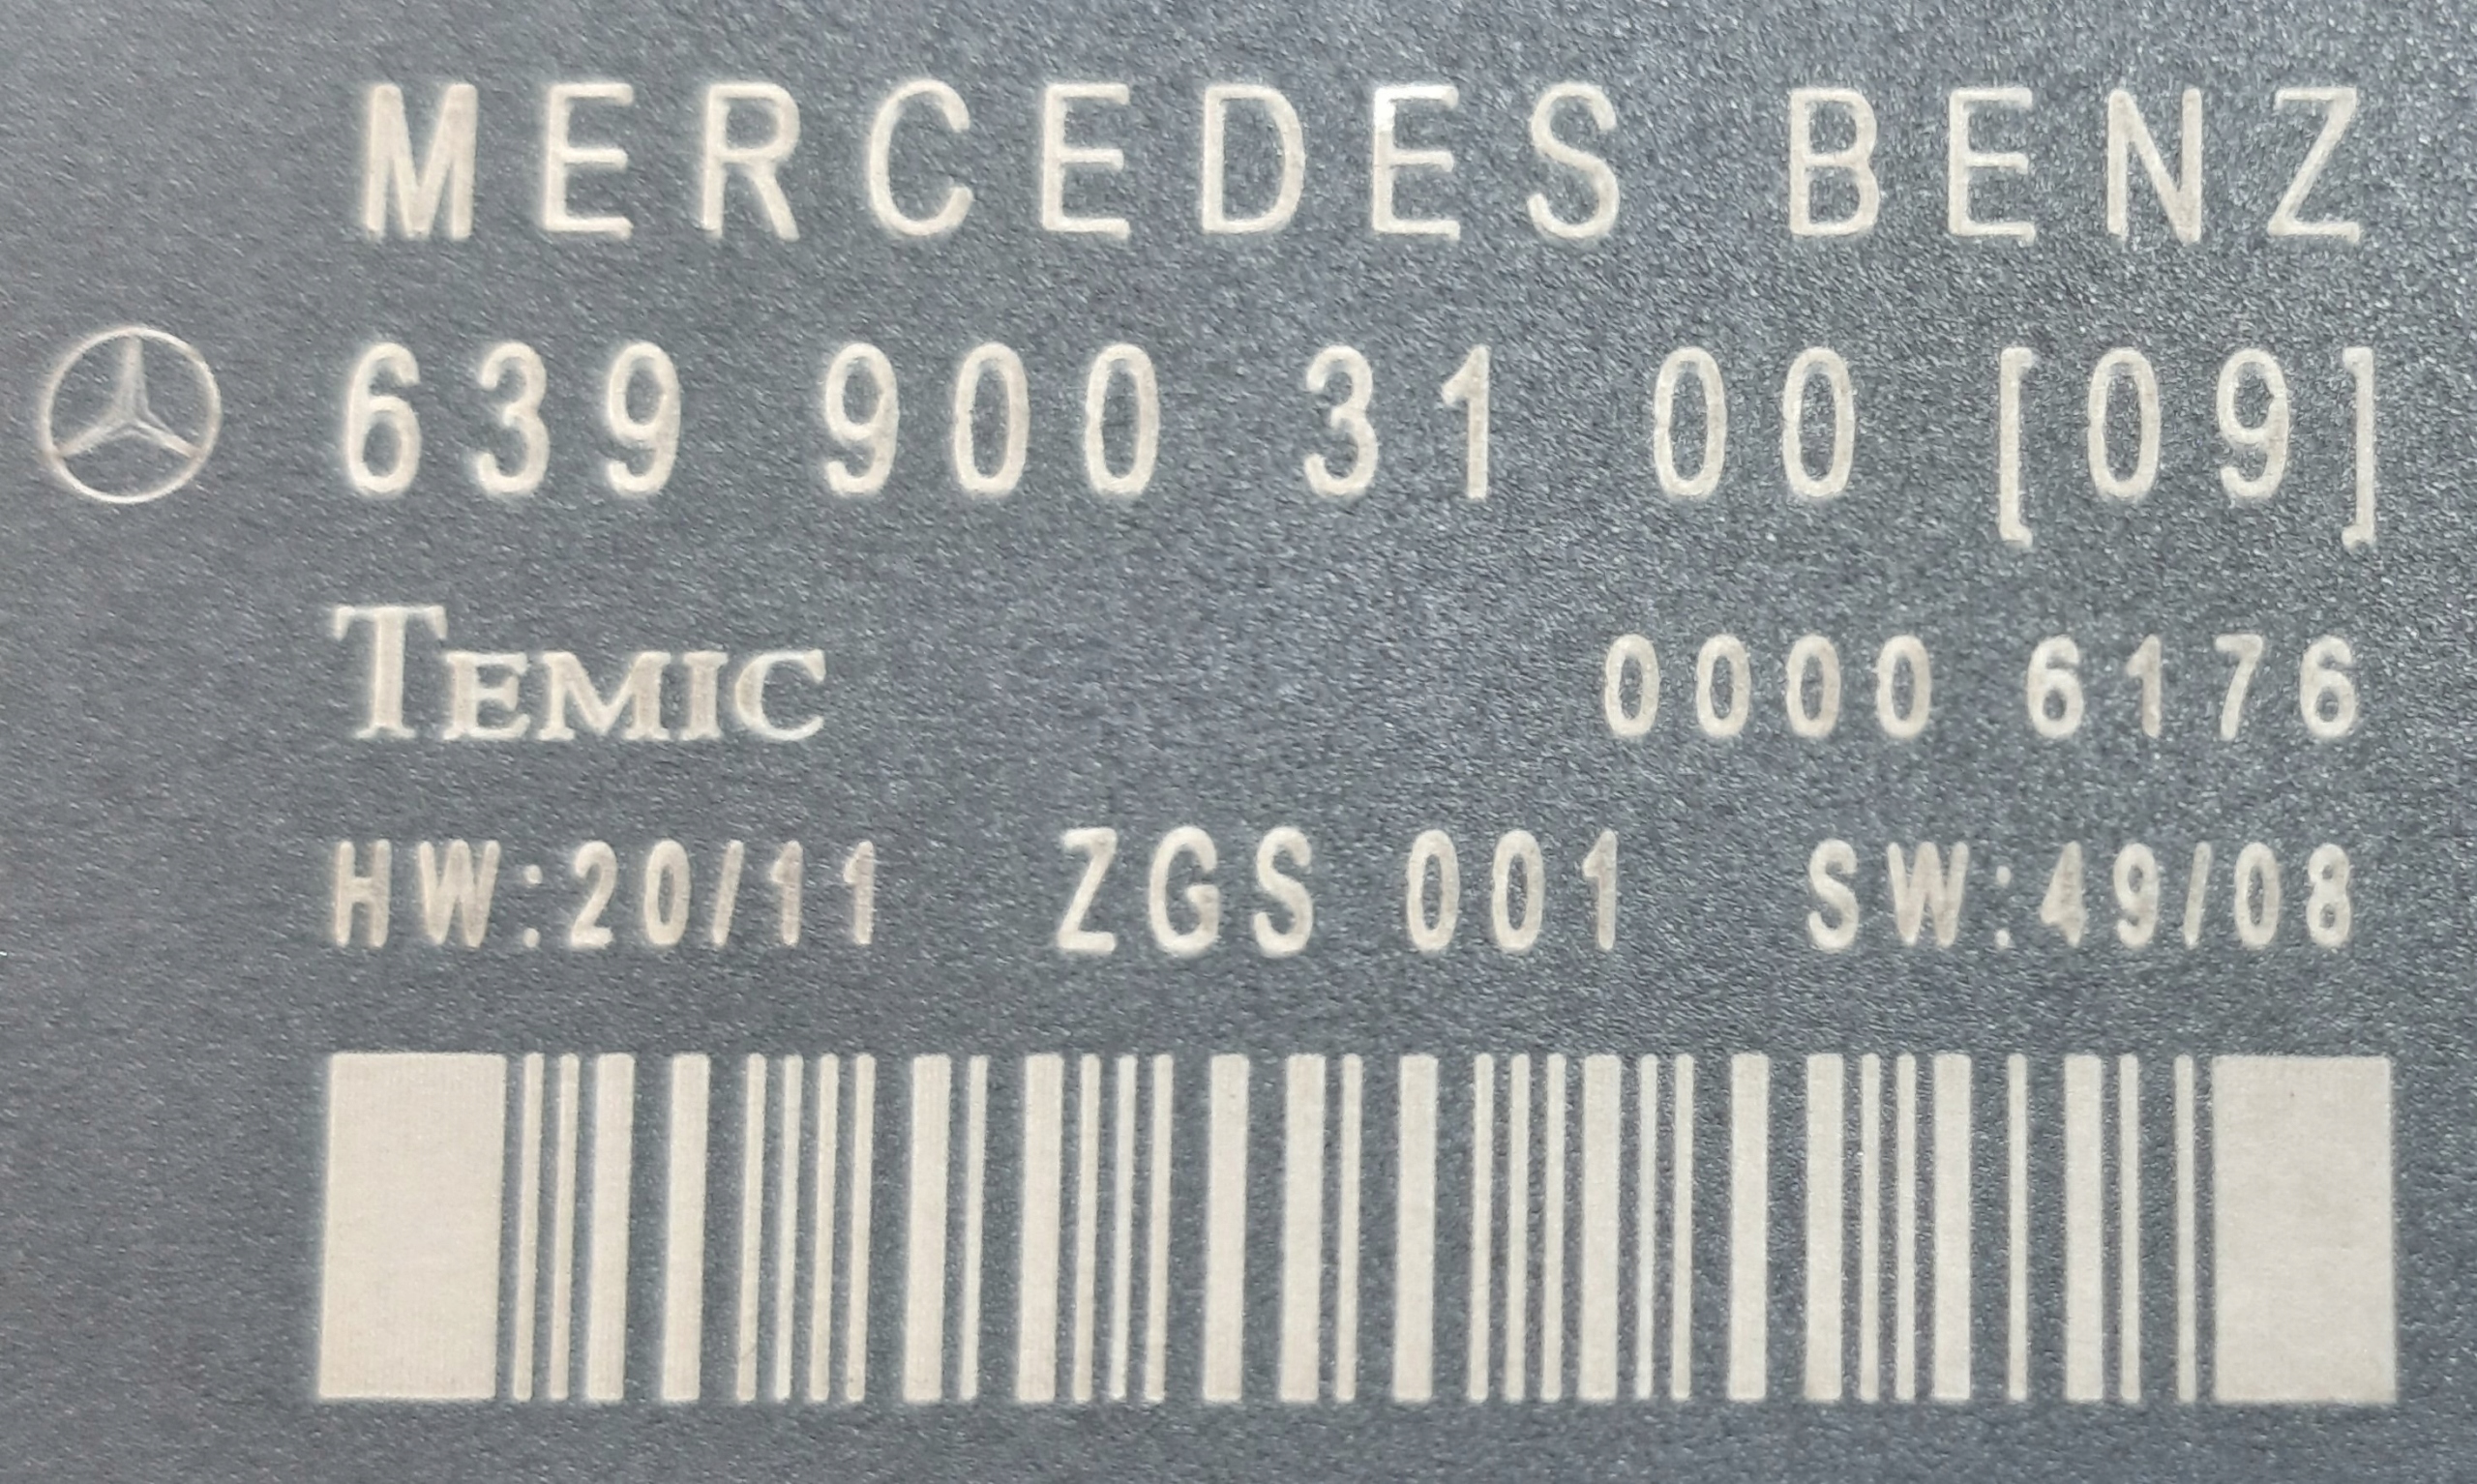 MERCEDES BENZ
639 900 31 00 [09]
TEMIC 0000 6176
HW:20/11 ZGS 001 SW:49/08